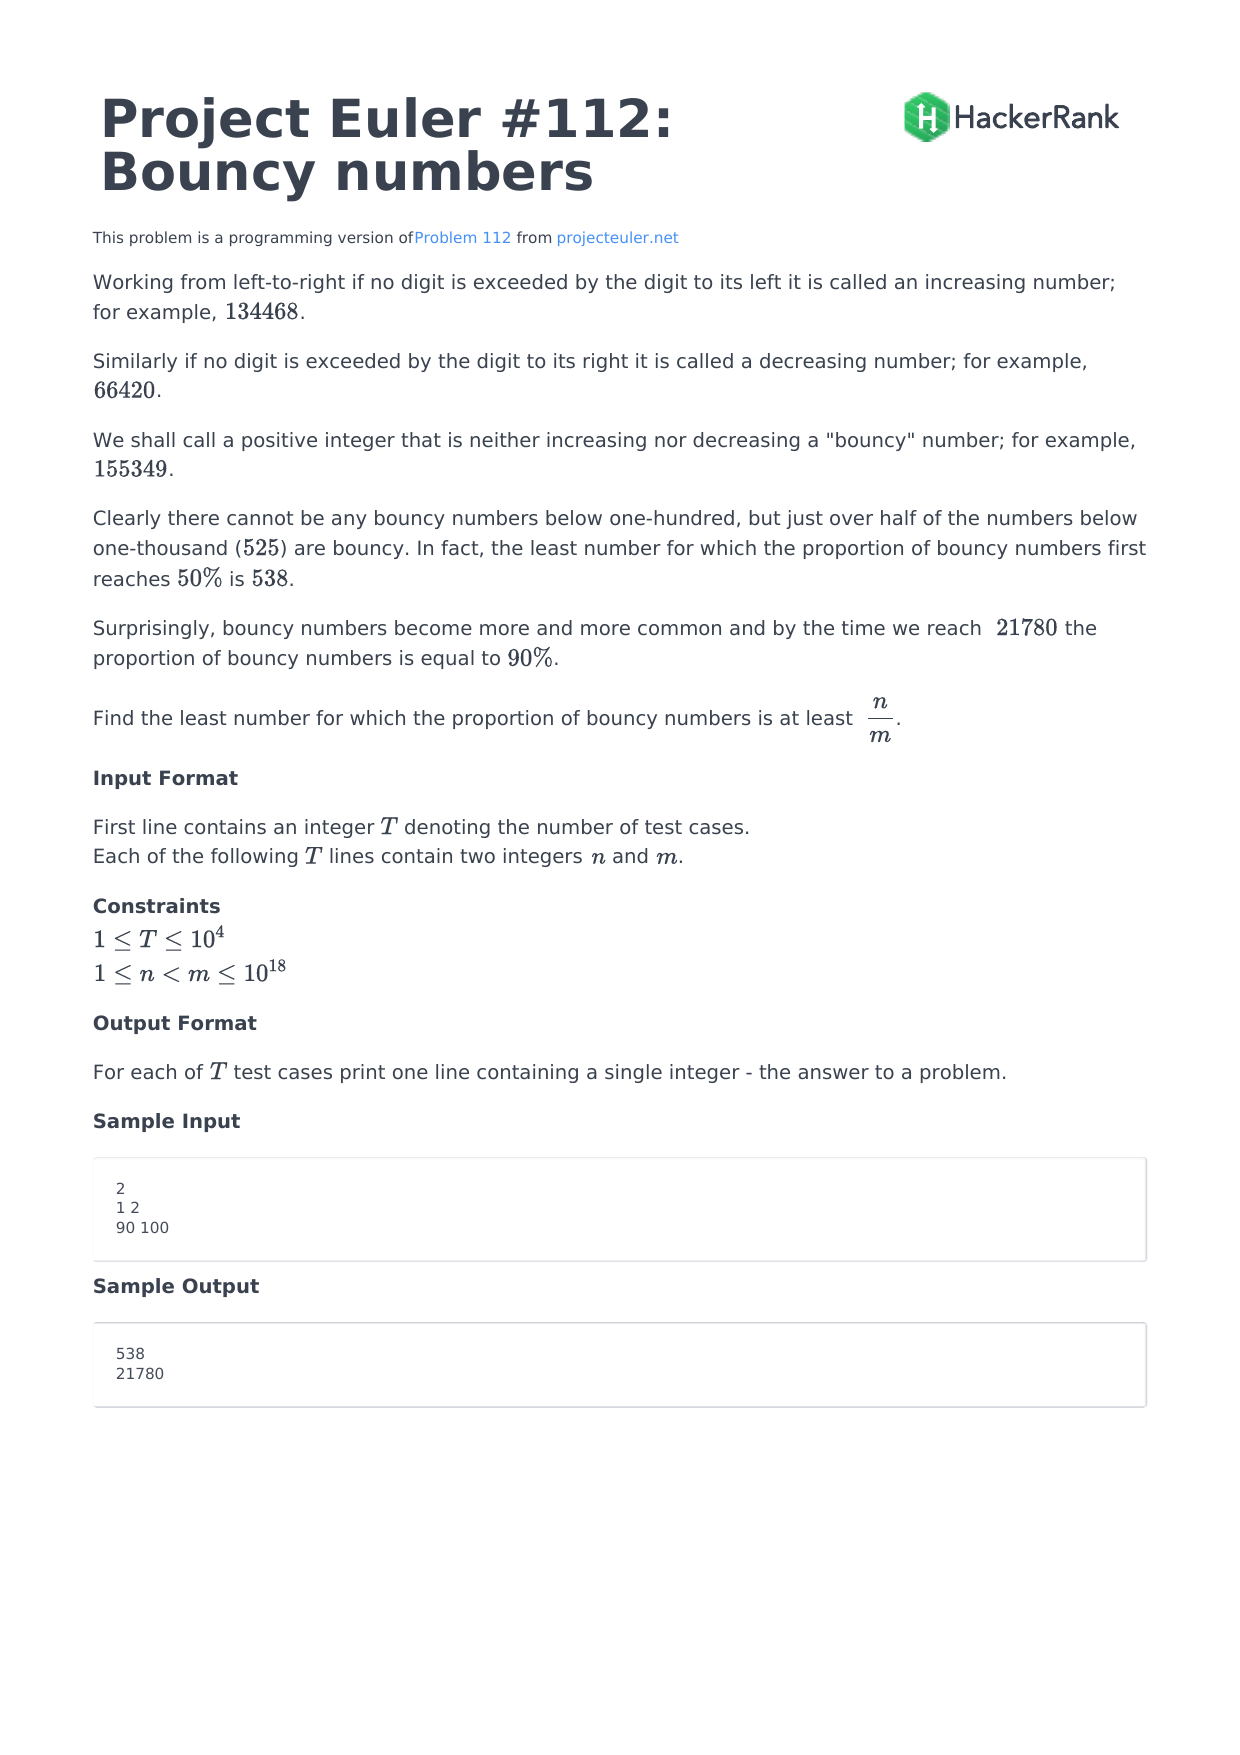 Project Euler #112:
Bouncy numbers
HackerRank
This problem is a programming version ofProblem 112 from projecteuler.net
Working from left-to-right if no digit is exceeded by the digit to its left it is called an increasing number;
for example, 134468.
Similarly if no digit is exceeded by the digit to its right it is called a decreasing number; for example,
66420.
We shall call a positive integer that is neither increasing nor decreasing a "bouncy" number; for example,
155349.
Clearly there cannot be any bouncy numbers below one-hundred, but just over half of the numbers below
one-thousand (525) are bouncy. In fact, the least number for which the proportion of bouncy numbers first
reaches 50% is 538.
Surprisingly, bouncy numbers become more and more common and by the time we reach 21780 the
proportion of bouncy numbers is equal to 90%.
Find the least number for which the proportion of bouncy numbers is at least n/m.
Input Format
First line contains an integer T denoting the number of test cases.
Each of the following T lines contain two integers n and m.
Constraints
1 ≤ T ≤ 10^4
1 ≤ n < m ≤ 10^18
Output Format
For each of T test cases print one line containing a single integer - the answer to a problem.
Sample Input
2
1 2
90 100
Sample Output
538
21780